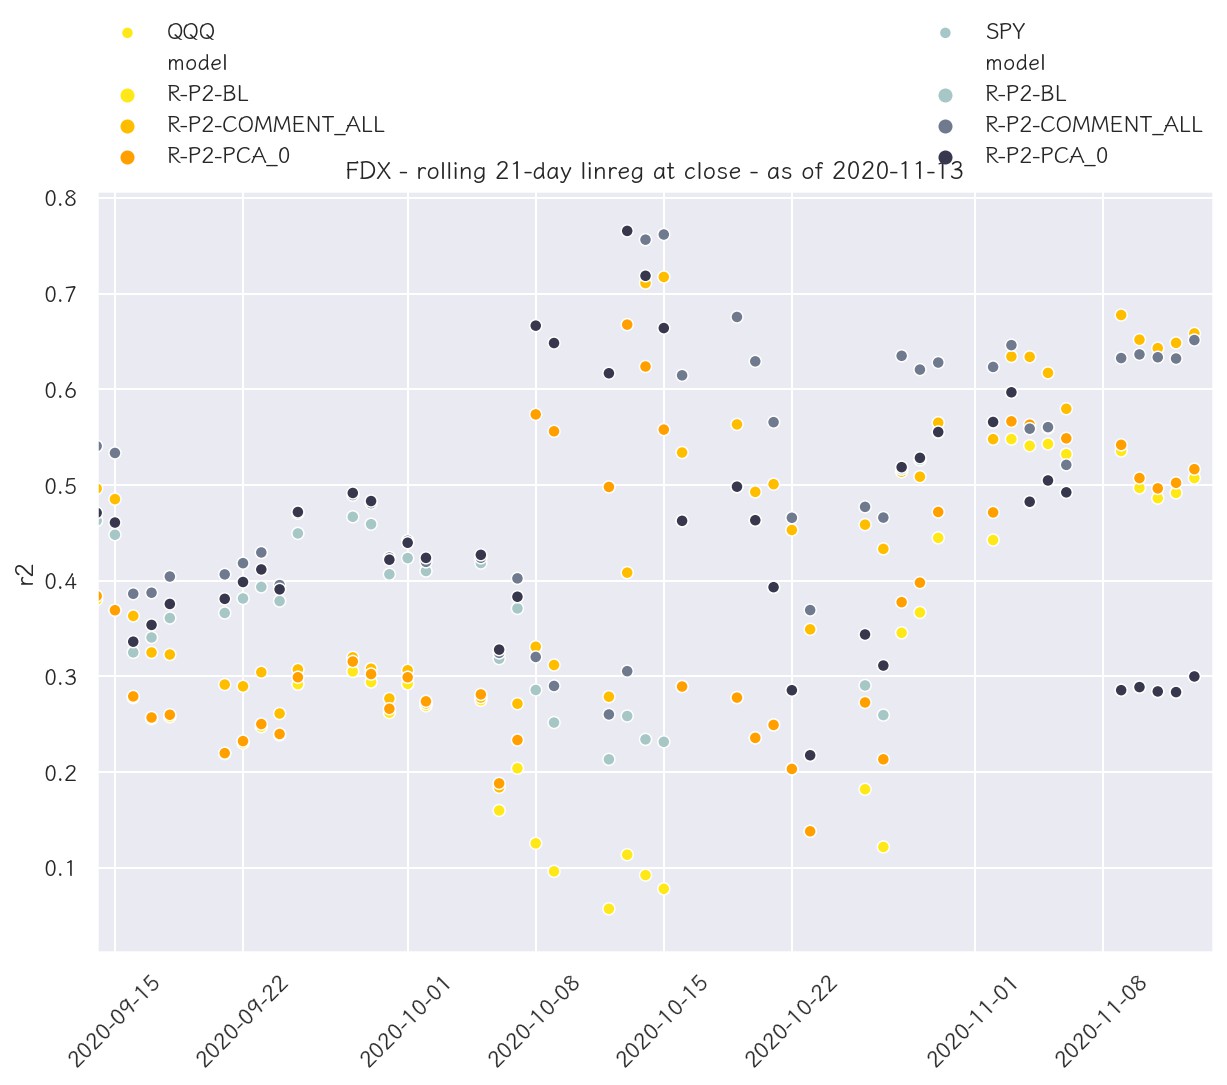 QQQ
model
R-P2-BL
R-P2-COMMENT_ALL
R-P2-PCA_0
SPY
model
R-P2-BL
R-P2-COMMENT_ALL
R-P2-PCA_0
FDX - rolling 21-day linreg at close - as of 2020-11-13
r2
0.8
0.7
0.6
0.5
0.4
0.3
0.2
0.1
2020-09-15
2020-09-22
2020-10-01
2020-10-08
2020-10-15
2020-10-22
2020-11-01
2020-11-08